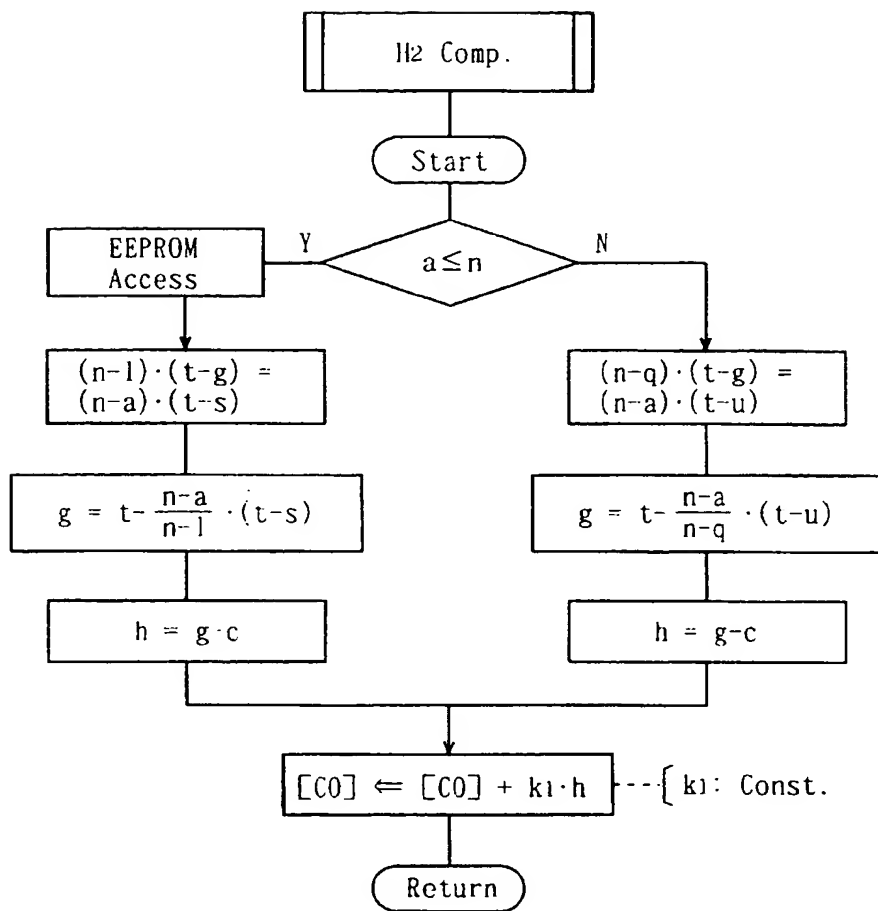 H2 Comp.
Start
Y
a≦n
N
EEPROM
Access
(n-l)·(t-g) =
(n-a)·(t-s)
(n-q)·(t-g) =
(n-a)·(t-u)
g = t- n-a/n-l ·(t-s)
g = t- n-a/n-q ·(t-u)
h = g-c
h = g-c
[CO] ⇐ [CO] + k1·h
k1: Const.
Return